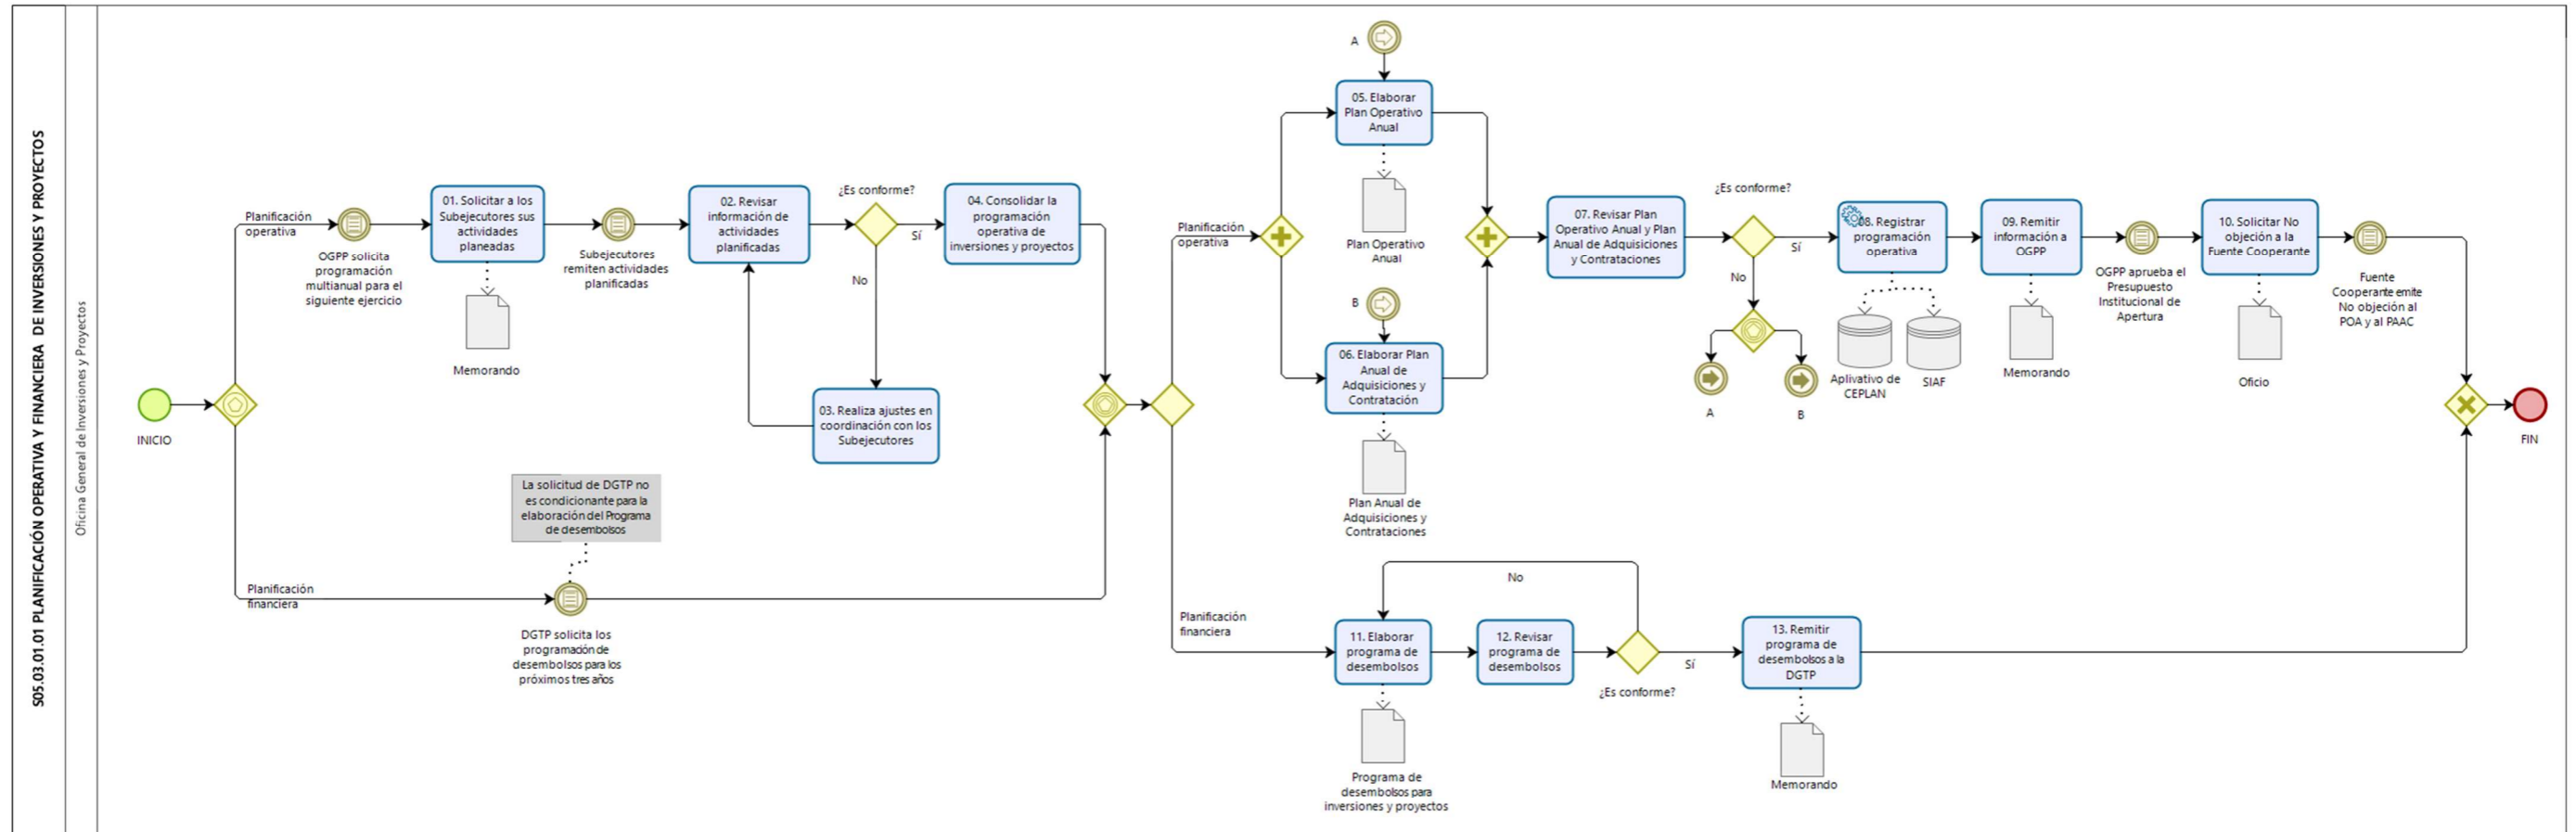 S05.03.01.01 PLANIFICACIÓN OPERATIVA Y FINANCIERA DE INVERSIONES Y PROYECTOS
Oficina General de Inversiones y Proyectos
INICIO
Planificación
operativa
OGPP solicita
programación
multianual para el
siguiente ejercicio
01. Solicitar a los
Subejecutores sus
actividades
planeadas
Memorando
Subejecutores
remiten actividades
planificadas
02. Revisar
información de
actividades
planificadas
¿Es conforme?
Sí
No
03. Realiza ajustes en
coordinación con los
Subejecutores
04. Consolidar la
programación
operativa de
inversiones y proyectos
Planificación
financiera
La solicitud de DGTP no
es condicionante para la
elaboración del Programa
de desembolsos
DGTP solicita los
programación de
desembolsos para los
próximos tres años
Planificación
operativa
A
05. Elaborar
Plan Operativo
Anual
Plan Operativo
Anual
B
06. Elaborar Plan
Anual de
Adquisiciones y
Contratación
Plan Anual de
Adquisiciones y
Contrataciones
07. Revisar Plan
Operativo Anual y Plan
Anual de Adquisiciones
y Contrataciones
¿Es conforme?
Sí
No
A
B
08. Registrar
programación
operativa
Aplivativo de
CEPLAN
SIAF
09. Remitir
información a
OGPP
Memorando
OGPP aprueba el
Presupuesto
Institucional de
Apertura
10. Solicitar No
objeción a la
Fuente Cooperante
Oficio
Fuente
Cooperante emite
No objeción al
POA y al PAAC
FIN
Planificación
financiera
11. Elaborar
programa de
desembolsos
Programa de
desembolsos para
inversiones y proyectos
12. Revisar
programa de
desembolsos
No
¿Es conforme?
Sí
13. Remitir
programa de
desembolsos a la
DGTP
Memorando